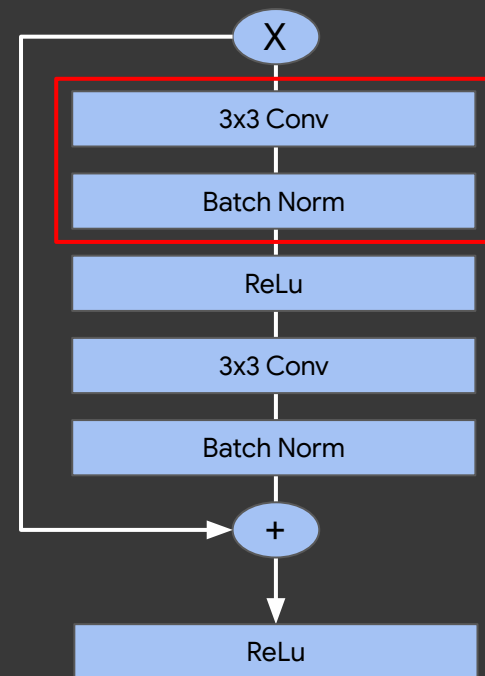 X
3x3 Conv
Batch Norm
ReLu
3x3 Conv
Batch Norm
+
ReLu